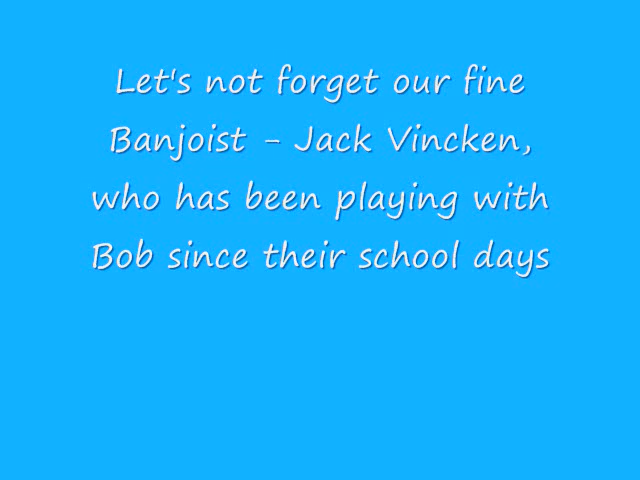 Let's not forget our fine
Banjoist - Jack Vincken,
who has been playing with
Bob since their school days